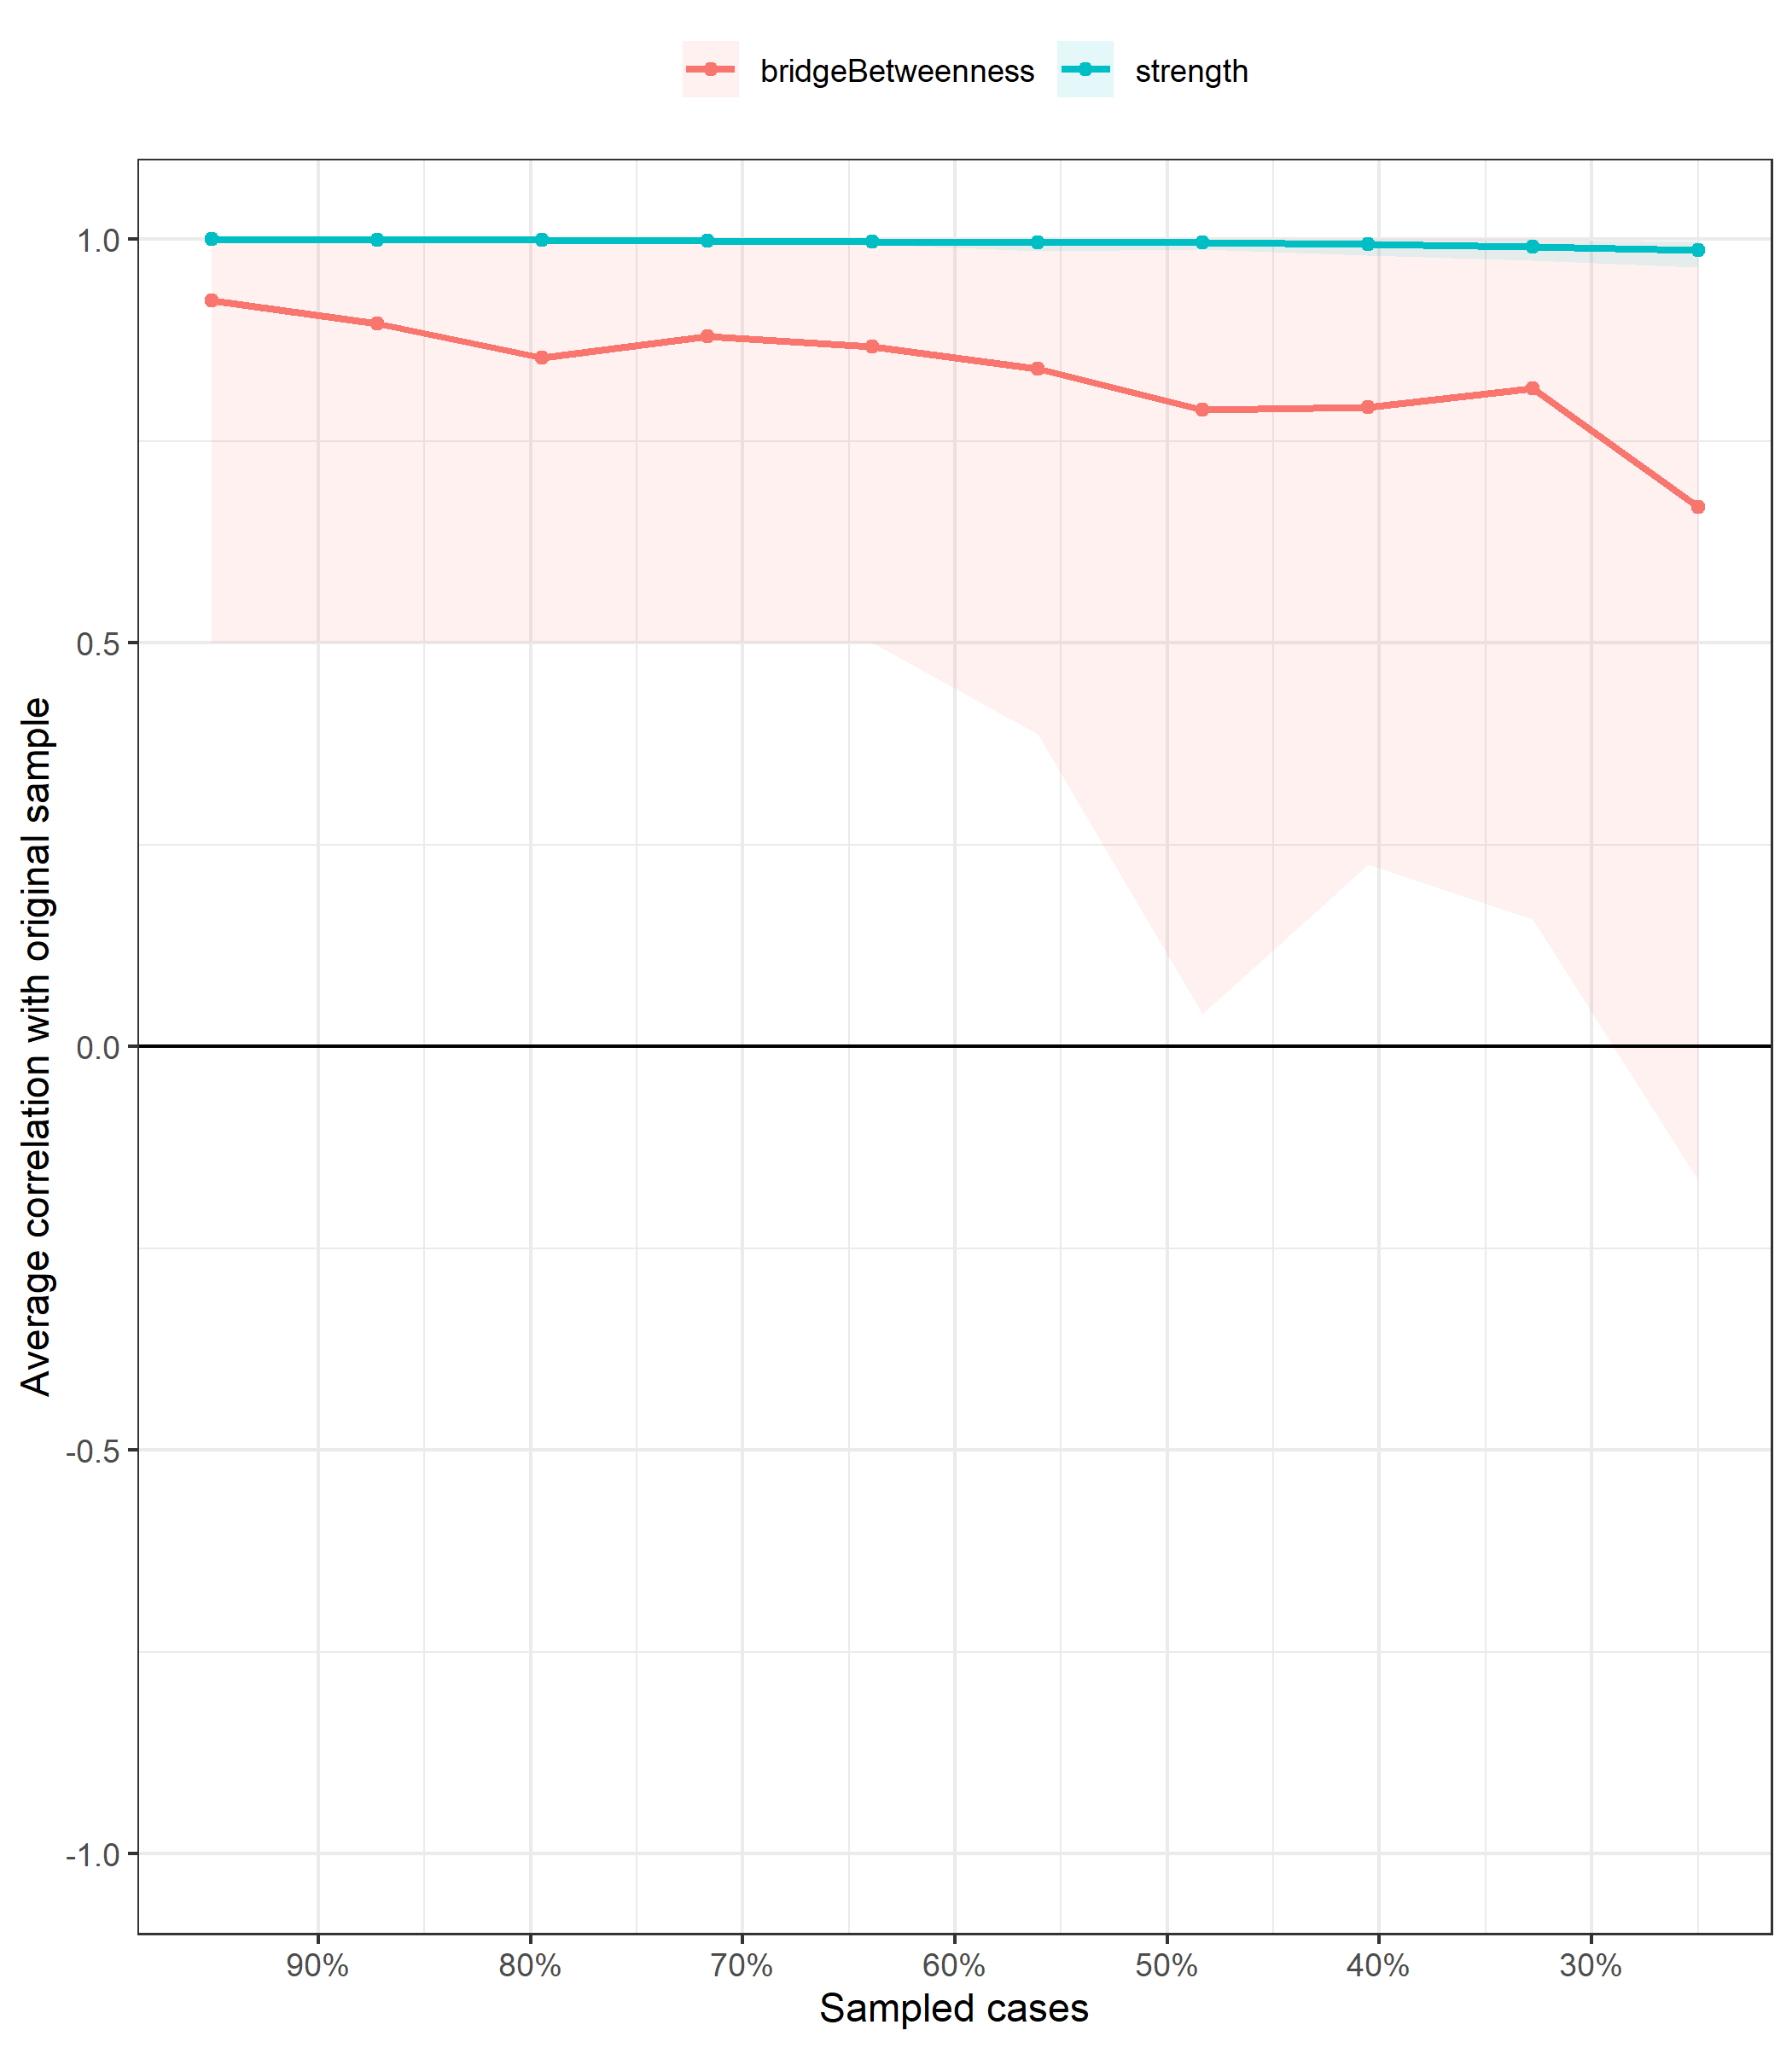 bridgeBetweenness strength
Average correlation with original sample
1.0
0.5
0.0
-0.5
-1.0
90% 80% 70% 60% 50% 40% 30%
Sampled cases